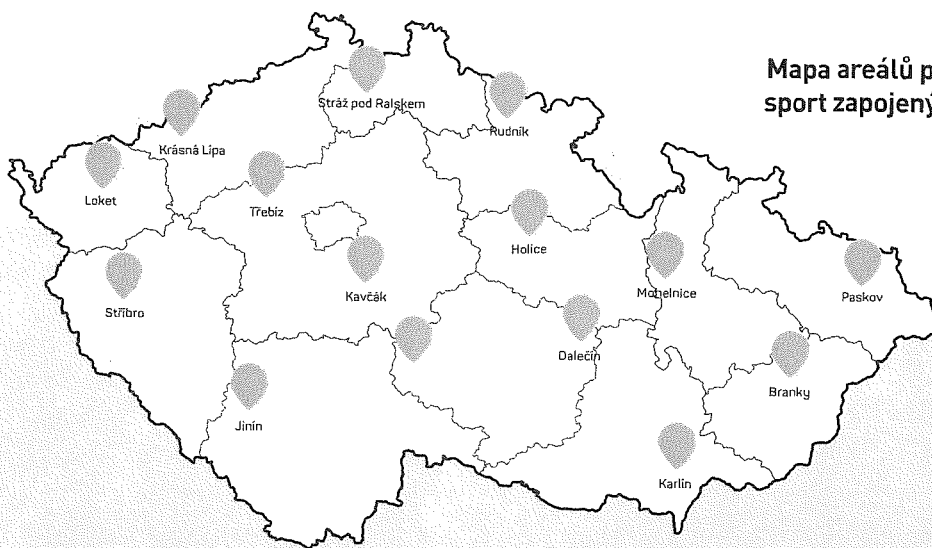 Mapa areálů p
sport zapojený
Stráž pod Ralskem
Rudník
Krásná Lípa
Loket
Třebíz
Holice
Mohelnice
Kavčák
Paskov
Stříbro
Dalečín
Branky
Jinín
Karlín